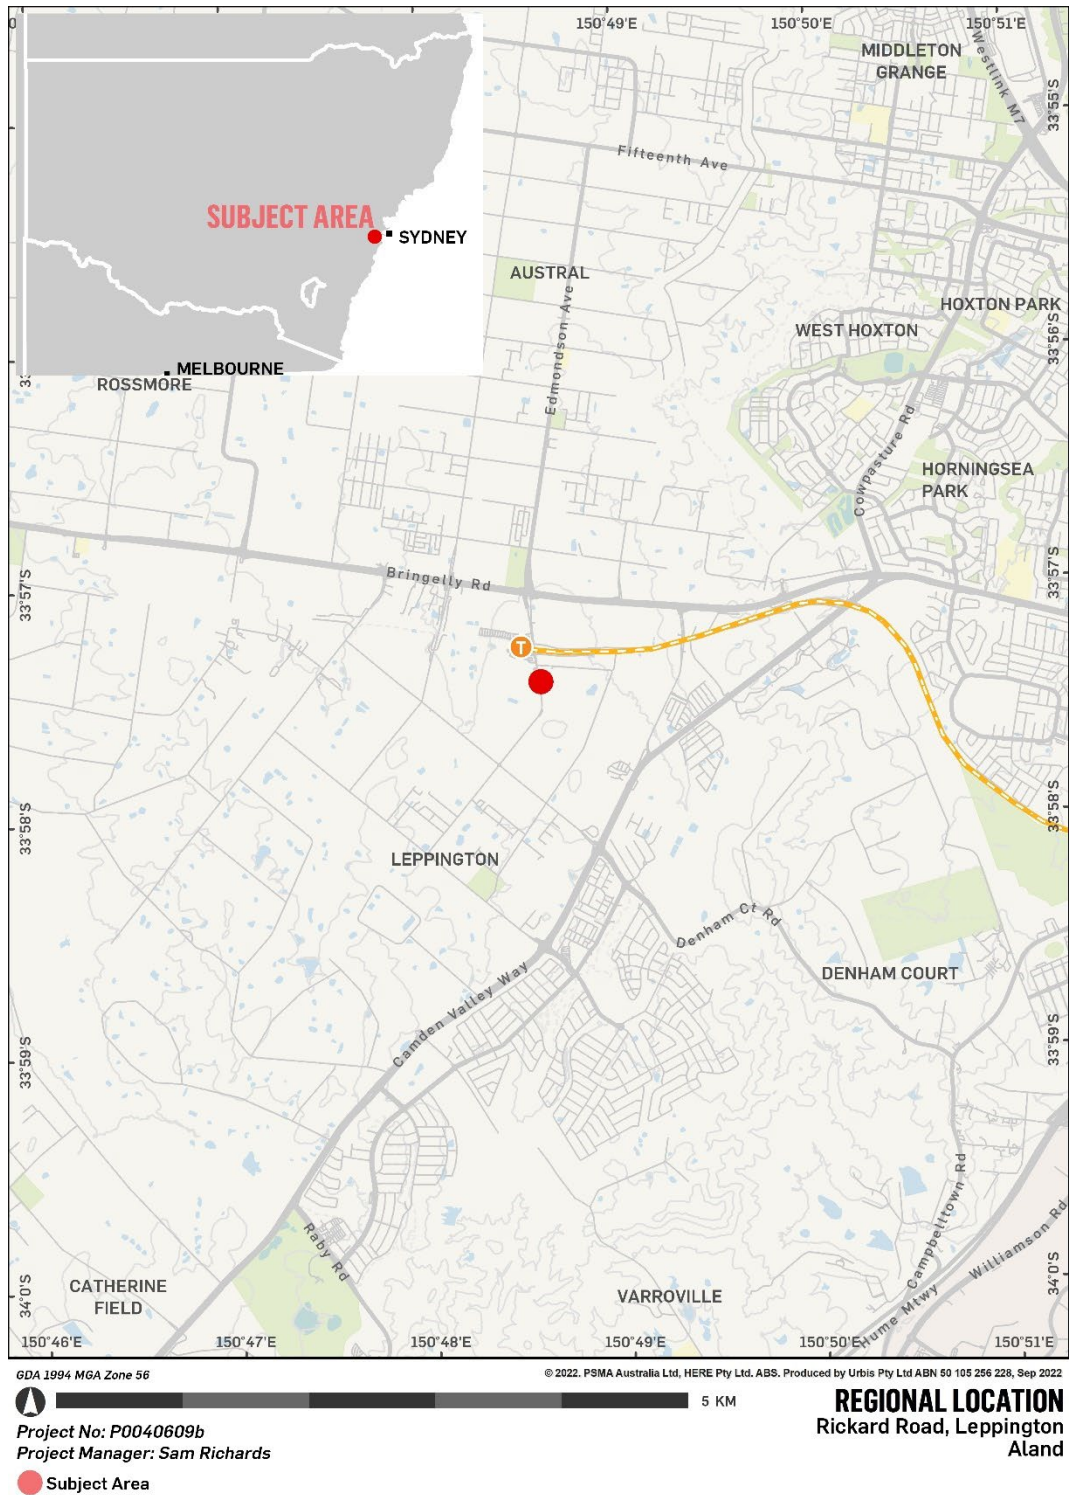 0
150°49'E
150°50'E
150°51'E
MIDDLETON
GRANGE
Westlink M7
33°55'S
Fifteenth Ave
SUBJECT AREA
SYDNEY
AUSTRAL
Edmondson Ave
HOXTON PARK
WEST HOXTON
33°56'S
MELBOURNE
ROSSMORE
33
Cowpasture Rd
HORNINGSEA
PARK
Bringelly Rd
33°57'S
33°57'S
T
33°58'S
33°58'S
LEPPINGTON
Denham Ct Rd
DENHAM COURT
Camden Valley Way
33°59'S
33°59'S
Campbelltown Rd
Williamson Rd
Raby Rd
CATHERINE
FIELD
VARROVILLE
Hume Mtwy
34°0'S
34°0'S
150°46'E
150°47'E
150°48'E
150°49'E
150°50'E
150°51'E
GDA 1994 MGA Zone 56
© 2022. PSMA Australia Ltd, HERE Pty Ltd. ABS. Produced by Urbis Pty Ltd ABN 50 105 256 228, Sep 2022
5 KM
REGIONAL LOCATION
Rickard Road, Leppington
Aland
Project No: P0040609b
Project Manager: Sam Richards
Subject Area